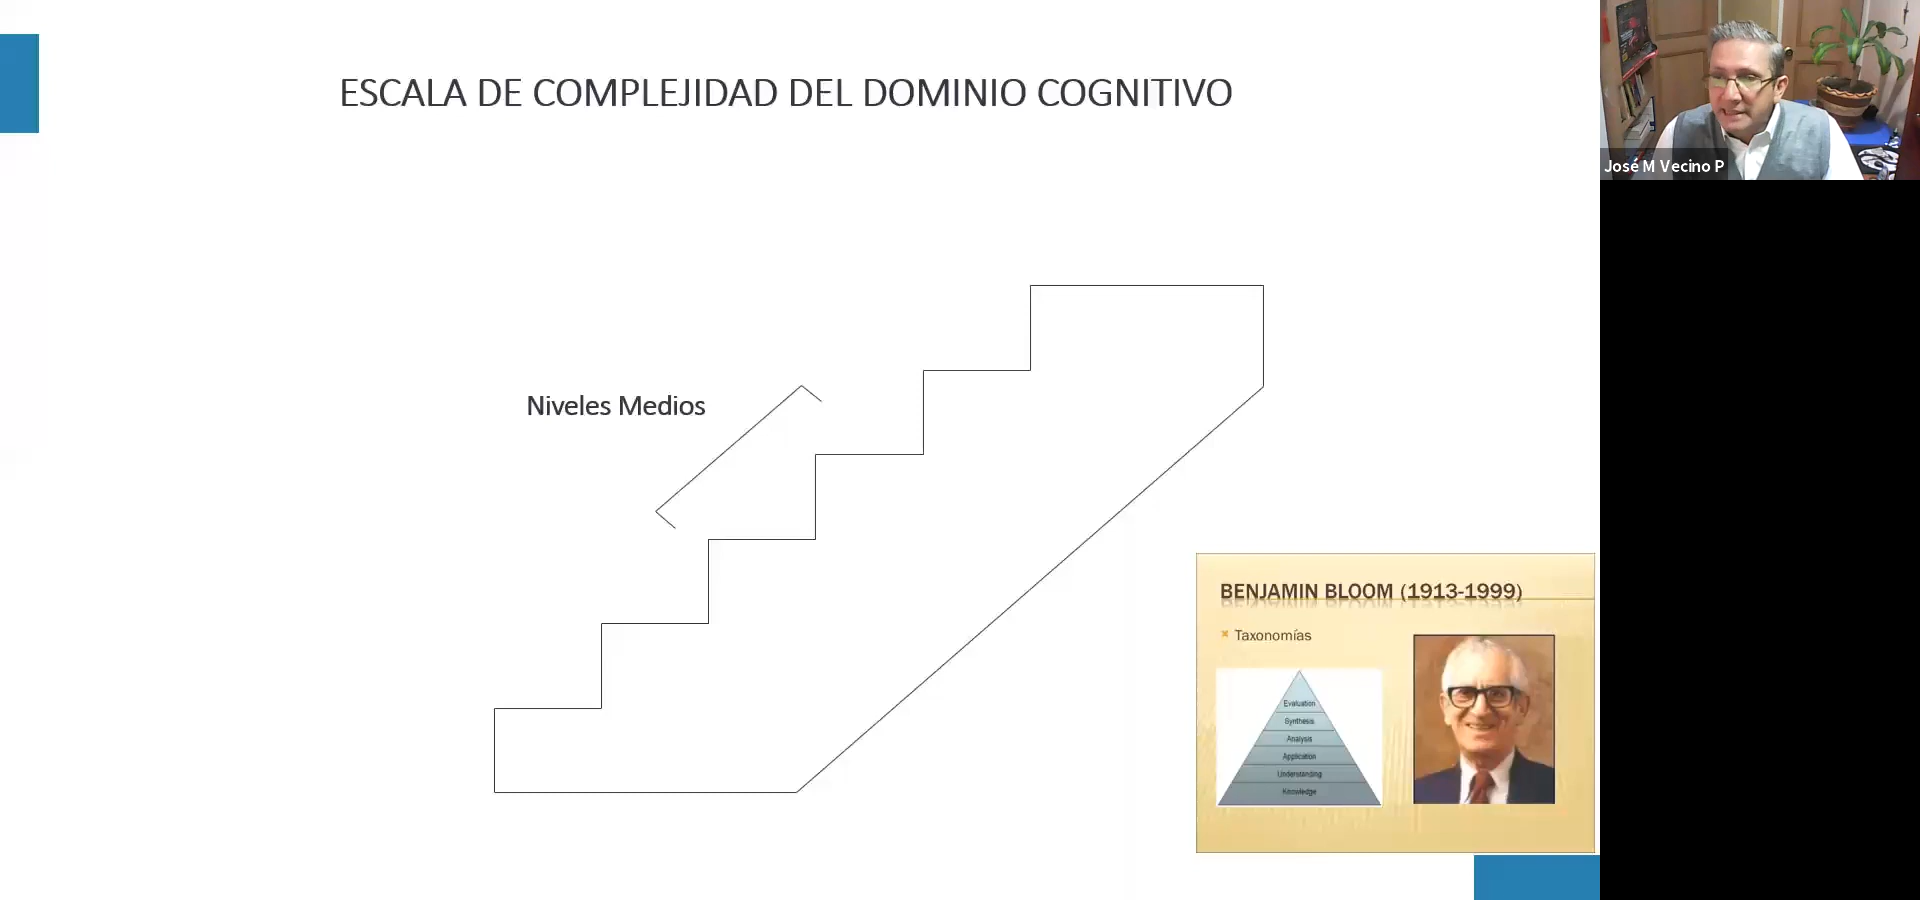 ESCALA DE COMPLEJIDAD DEL DOMINIO COGNITIVO
José M Vecino P
Niveles Medios
BENJAMIN BLOOM (1913-1999)
Taxonomías
Evaluation
Synthesis
Analysis
Application
Understanding
Knowledge